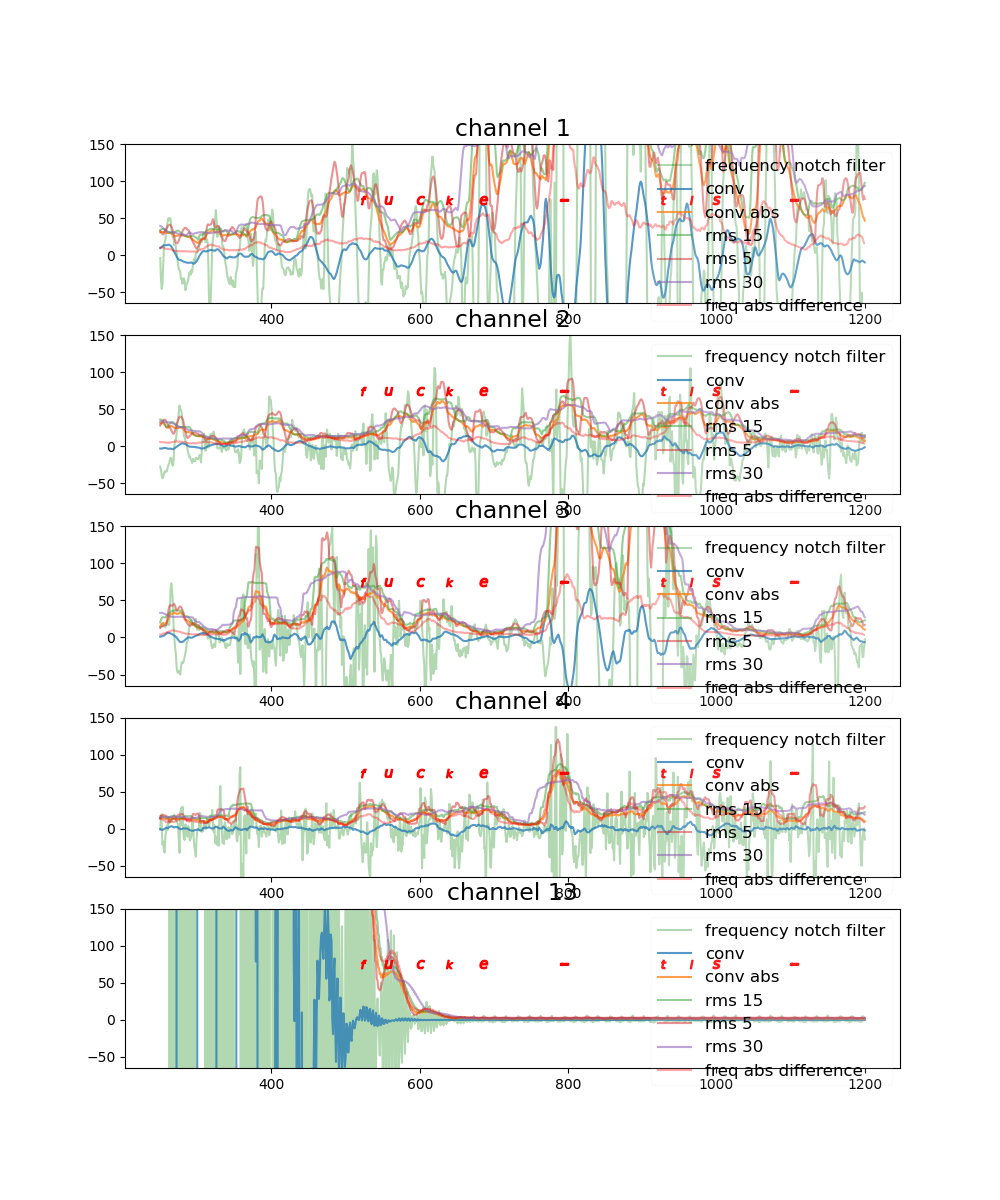 channel 1
150
100
50
0
−50
f u c k e − t l s −
frequency notch filter
conv
conv abs
rms 15
rms 5
rms 30
freq abs difference
400 600 800 1000 1200
channel 2
150
100
50
0
−50
f u c k e − t l s −
frequency notch filter
conv
conv abs
rms 15
rms 5
rms 30
freq abs difference
400 600 800 1000 1200
channel 3
150
100
50
0
−50
f u c k e − t l s −
frequency notch filter
conv
conv abs
rms 15
rms 5
rms 30
freq abs difference
400 600 800 1000 1200
channel 4
150
100
50
0
−50
f u c k e − t l s −
frequency notch filter
conv
conv abs
rms 15
rms 5
rms 30
freq abs difference
400 600 800 1000 1200
channel 13
150
100
50
0
−50
f u c k e − t l s −
frequency notch filter
conv
conv abs
rms 15
rms 5
rms 30
freq abs difference
400 600 800 1000 1200